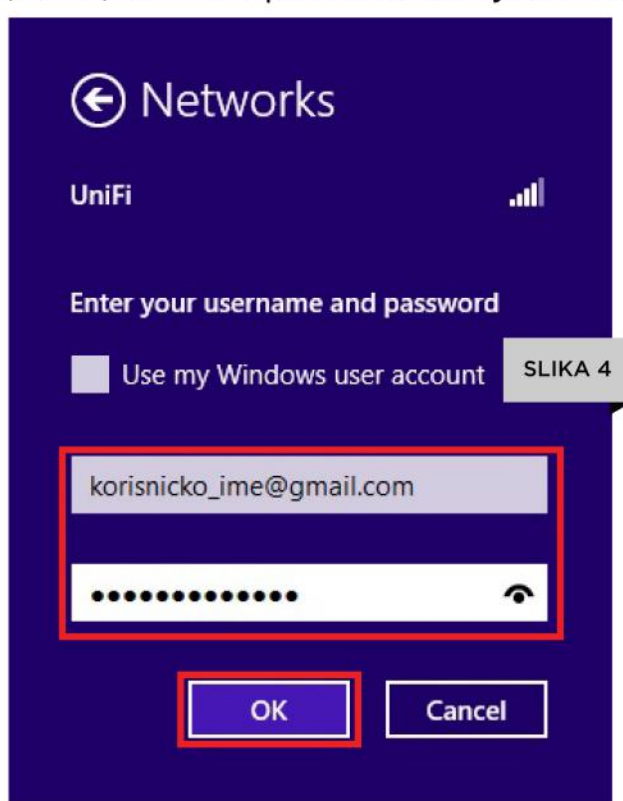 Networks
UniFi
Enter your username and password
Use my Windows user account
SLIKA 4
korisnicko_ime@gmail.com
•••••••••••••
OK
Cancel